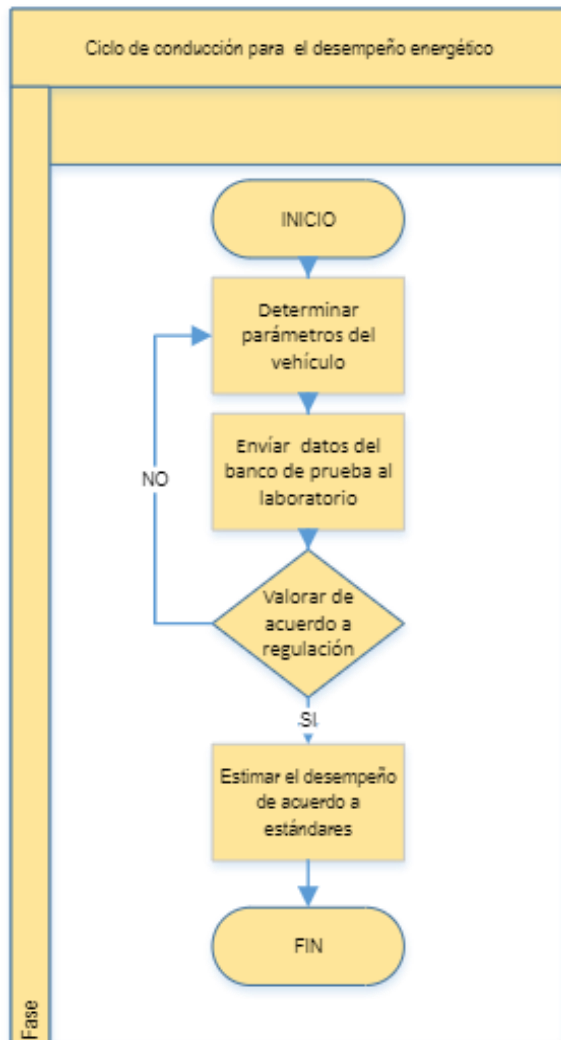 Ciclo de conducción para el desempeño energético
INICIO
Determinar
parámetros del
vehículo
Envíar datos del
banco de prueba al
laboratorio
NO
Valorar de
acuerdo a
regulación
SI
Estimar el desempeño
de acuerdo a
estándares
FIN
Fase